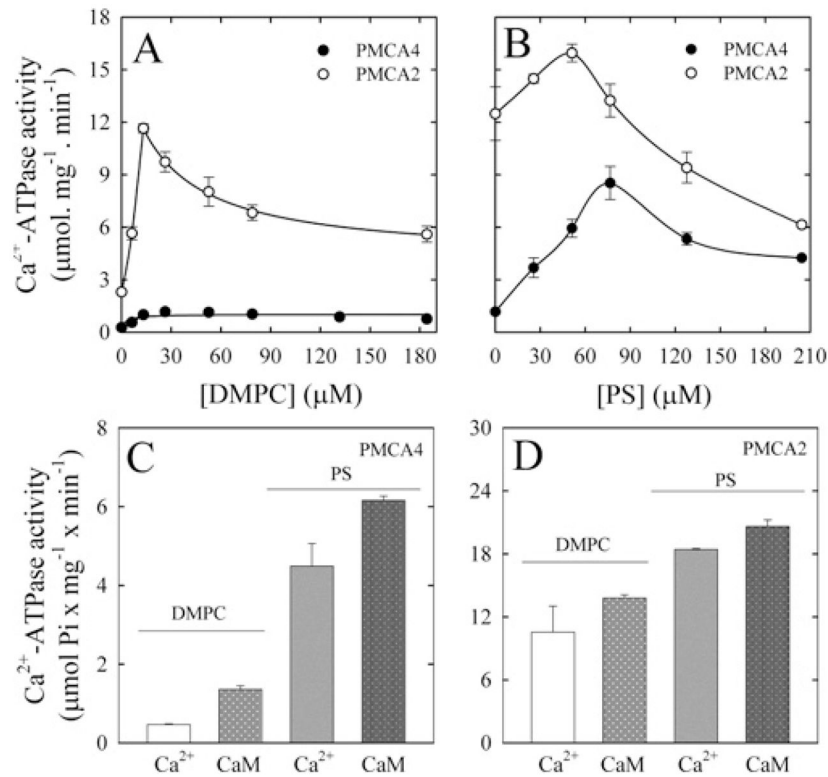 A
PMCA4
PMCA2
B
PMCA4
PMCA2
Ca²⁺-ATPase activity
(μmol. mg⁻¹. min⁻¹)
18
15
12
9
6
3
0
0 30 60 90 120 150 180
0 30 60 90 120 150 180 210
[DMPC] (μM)
[PS] (μM)
C
PMCA4
PS
DMPC
Ca²⁺-ATPase activity
(μmol Pi x mg⁻¹ x min⁻¹)
8
6
4
2
0
Ca²⁺ CaM Ca²⁺ CaM
D
PMCA2
PS
DMPC
30
24
18
12
6
0
Ca²⁺ CaM Ca²⁺ CaM